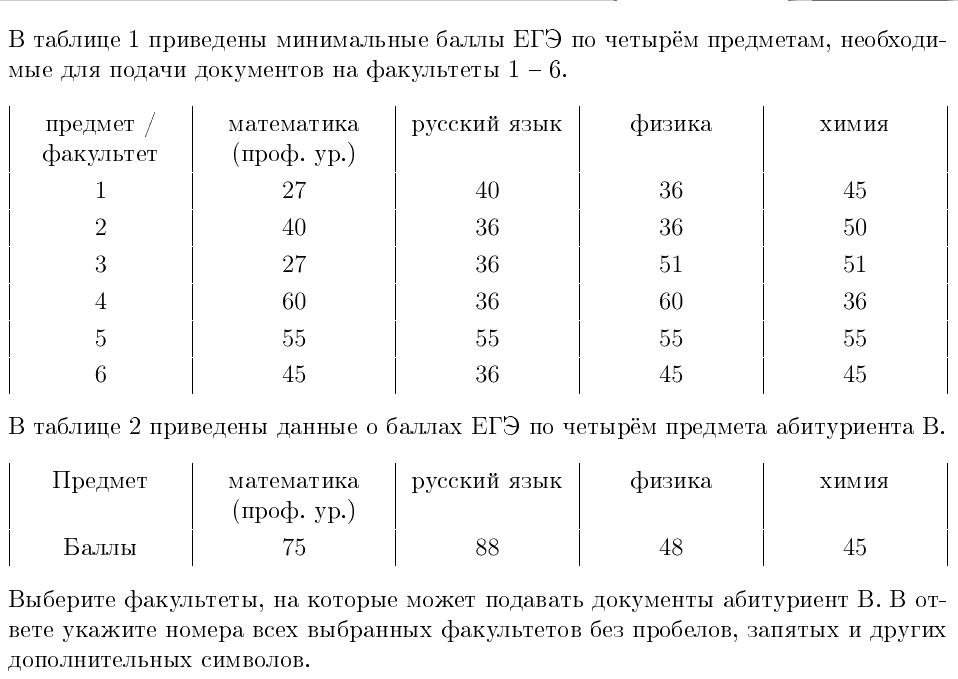 В таблице 1 приведены минимальные баллы ЕГЭ по четырём предметам, необходи-
мые для подачи документов на факультеты 1 – 6.
предмет / математика русский язык физика химия
факультет (проф. ур.)
1 27 40 36 45
2 40 36 36 50
3 27 36 51 51
4 60 36 60 36
5 55 55 55 55
6 45 36 45 45
В таблице 2 приведены данные о баллах ЕГЭ по четырём предмета абитуриента В.
Предмет математика русский язык физика химия
(проф. ур.)
Баллы 75 88 48 45
Выберите факультеты, на которые может подавать документы абитуриент В. В от-
вете укажите номера всех выбранных факультетов без пробелов, запятых и других
дополнительных символов.